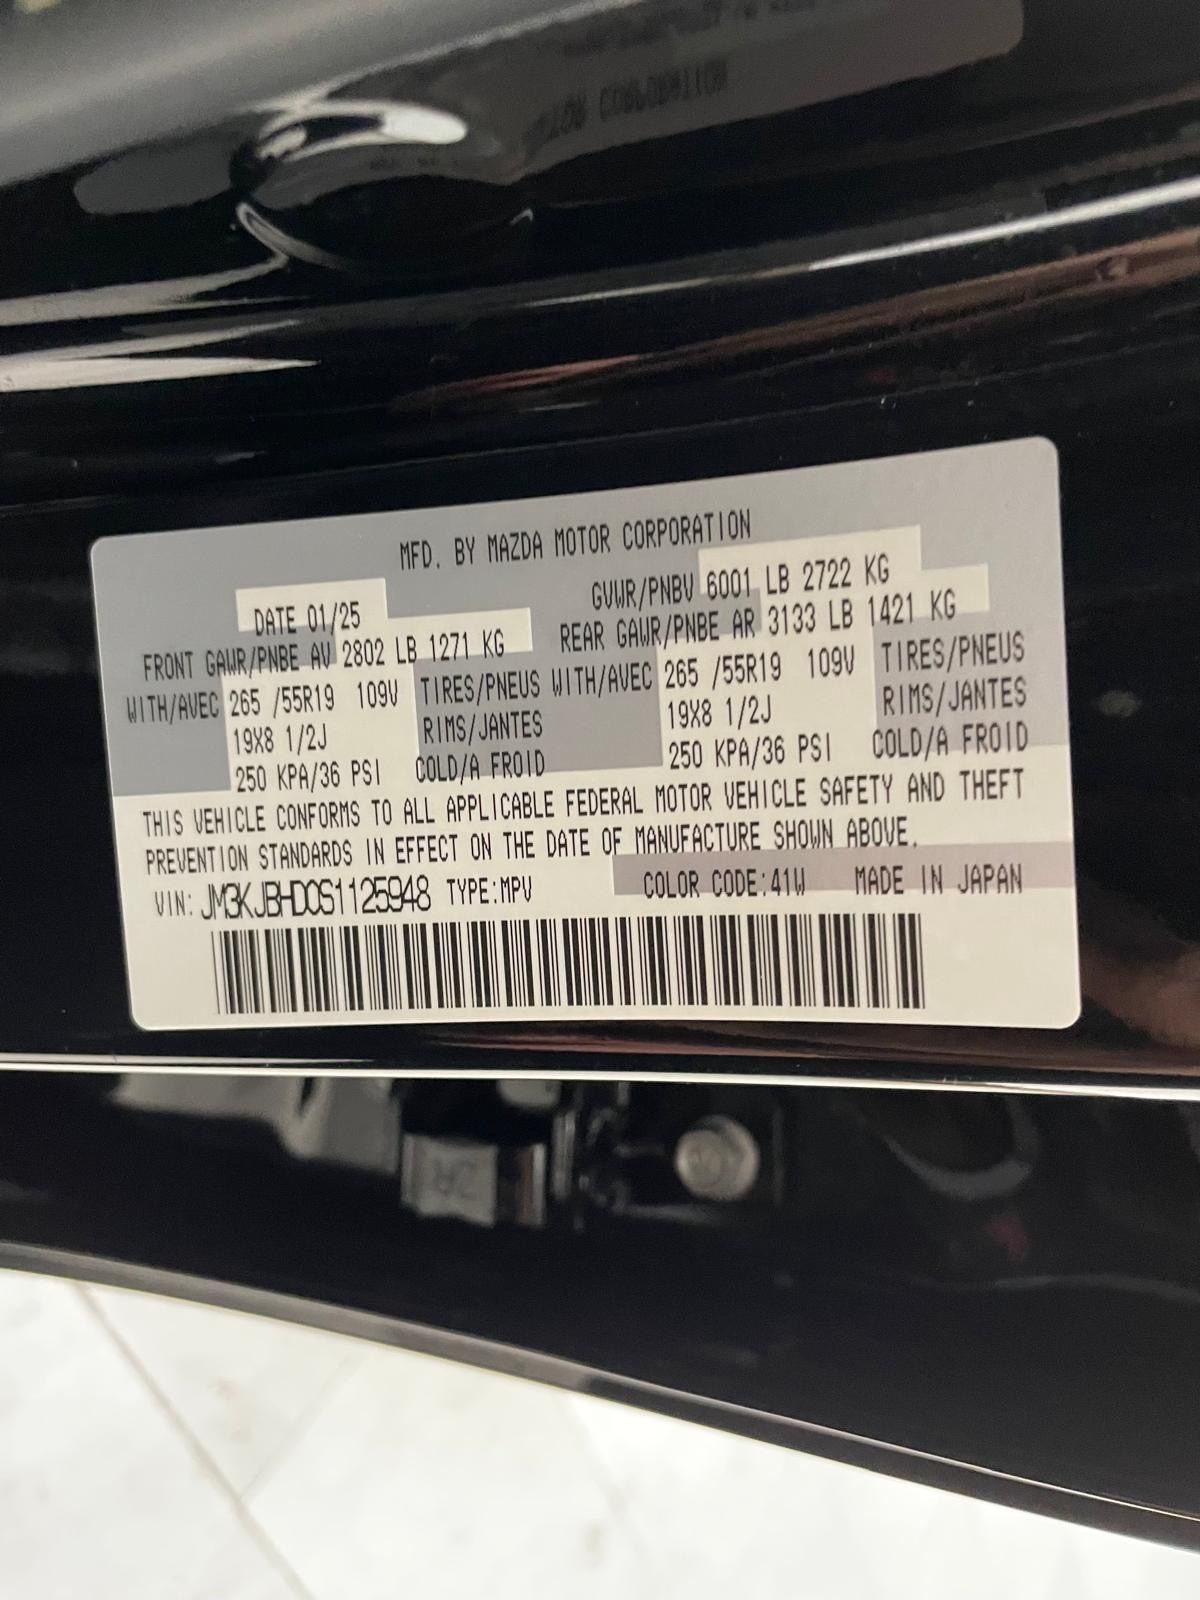 MFD. BY MAZDA MOTOR CORPORATION
DATE 01/25 GVWR/PNBV 6001 LB 2722 KG
FRONT GAWR/PNBE AV 2802 LB 1271 KG REAR GAWR/PNBE AR 3133 LB 1421 KG
WITH/AVEC 265 /55R19 109V TIRES/PNEUS WITH/AVEC 265 /55R19 109V TIRES/PNEUS
19X8 1/2J RIMS/JANTES 19X8 1/2J RIMS/JANTES
250 KPA/36 PSI COLD/A FROID 250 KPA/36 PSI COLD/A FROID
THIS VEHICLE CONFORMS TO ALL APPLICABLE FEDERAL MOTOR VEHICLE SAFETY AND THEFT
PREVENTION STANDARDS IN EFFECT ON THE DATE OF MANUFACTURE SHOWN ABOVE.
VIN: JM3KJBHD0S1125948 TYPE:MPV COLOR CODE:41W MADE IN JAPAN